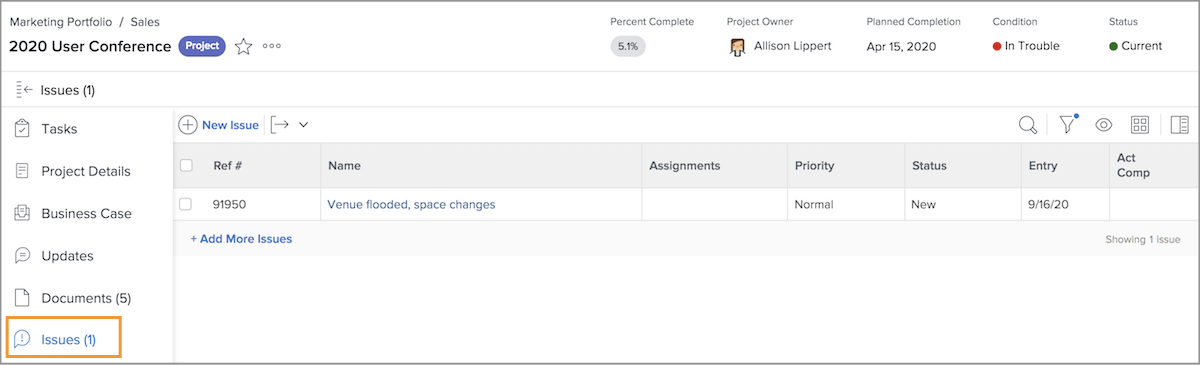 Marketing Portfolio / Sales
2020 User Conference Project
Percent Complete
5.1%
Project Owner
Allison Lippert
Planned Completion
Apr 15, 2020
Condition
In Trouble
Status
Current
Issues (1)
Tasks
Project Details
Business Case
Updates
Documents (5)
Issues (1)
New Issue
Ref # Name Assignments Priority Status Entry Act
Comp
91950 Venue flooded, space changes Normal New 9/16/20
+ Add More Issues
Showing 1 issue